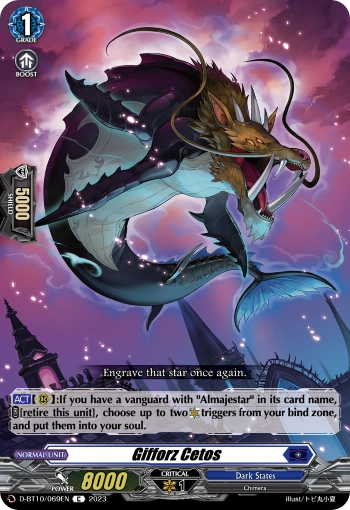 1
GRADE
BOOST
5000
SHIELD
Engrave that star once again.
ACT :If you have a vanguard with "Almajestar" in its card name,
[retire this unit], choose up to two triggers from your bind zone,
and put them into your soul.
NORMAL UNIT
Gifforz Cetos
POWER 8000
CRITICAL
1
Dark States
Chimera
D-BT10/069EN C 2023
illust/トビ丸小夏